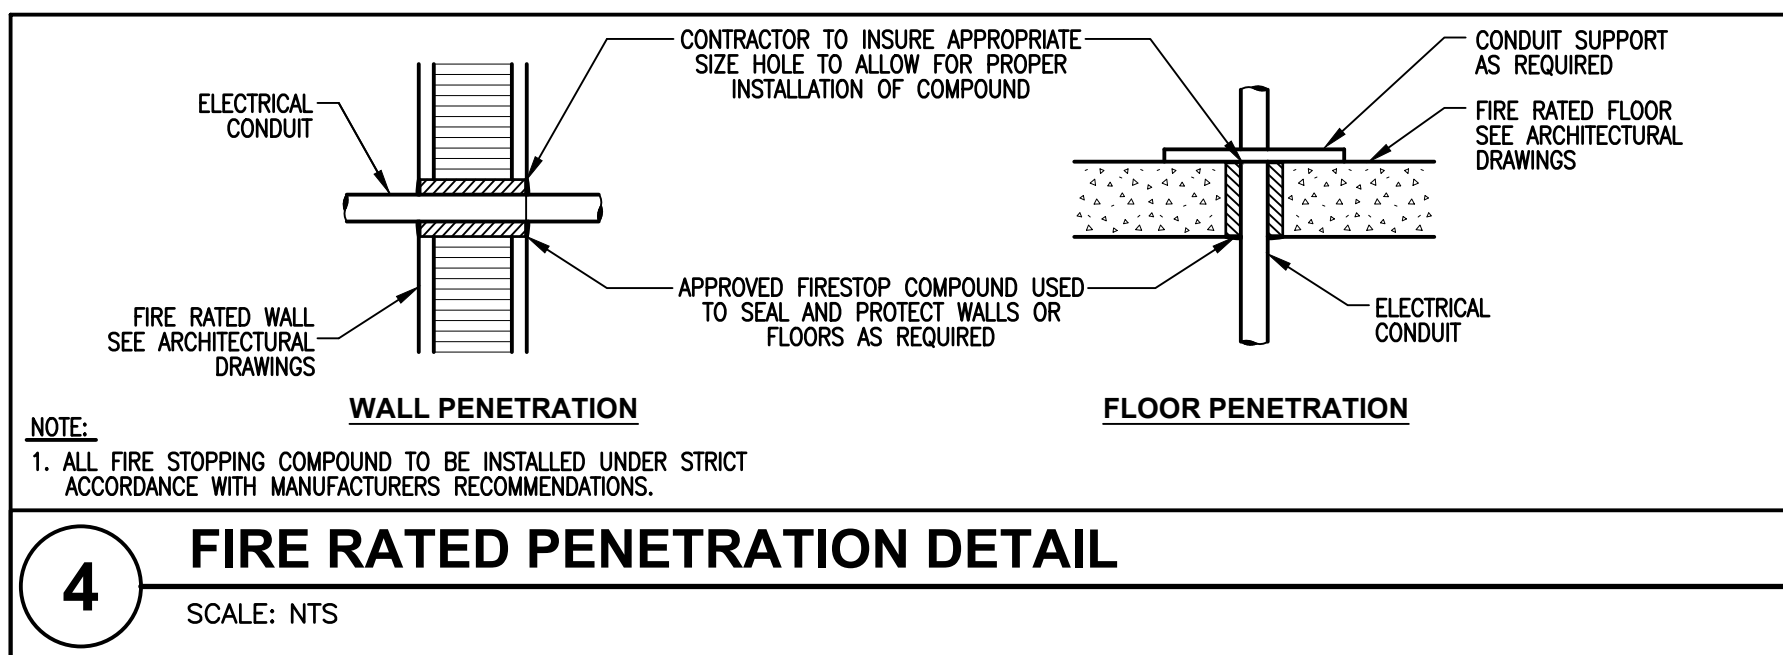 CONTRACTOR TO INSURE APPROPRIATE
SIZE HOLE TO ALLOW FOR PROPER
INSTALLATION OF COMPOUND
CONDUIT SUPPORT
AS REQUIRED
ELECTRICAL
CONDUIT
FIRE RATED FLOOR
SEE ARCHITECTURAL
DRAWINGS
APPROVED FIRESTOP COMPOUND USED
TO SEAL AND PROTECT WALLS OR
FLOORS AS REQUIRED
FIRE RATED WALL
SEE ARCHITECTURAL
DRAWINGS
ELECTRICAL
CONDUIT
WALL PENETRATION
FLOOR PENETRATION
NOTE:
1. ALL FIRE STOPPING COMPOUND TO BE INSTALLED UNDER STRICT
ACCORDANCE WITH MANUFACTURERS RECOMMENDATIONS.
4
FIRE RATED PENETRATION DETAIL
SCALE: NTS